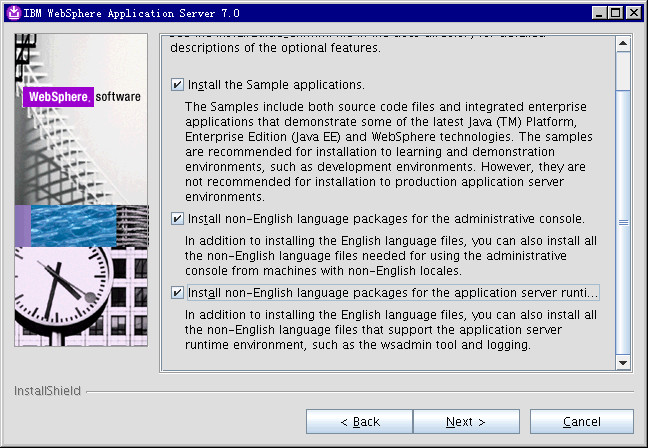 IBM WebSphere Application Server 7.0
WebSphere. software
descriptions of the optional features.
Install the Sample applications.
The Samples include both source code files and integrated enterprise
applications that demonstrate some of the latest Java (TM) Platform,
Enterprise Edition (Java EE) and WebSphere technologies. The samples
are recommended for installation to learning and demonstration
environments, such as development environments. However, they are
not recommended for installation to production application server
environments.
Install non-English language packages for the administrative console.
In addition to installing the English language files, you can also install all
the non-English language files needed for using the administrative
console from machines with non-English locales.
Install non-English language packages for the application server runti...
In addition to installing the English language files, you can also install all
the non-English language files that support the application server
runtime environment, such as the wsadmin tool and logging.
InstallShield
< Back
Next >
Cancel